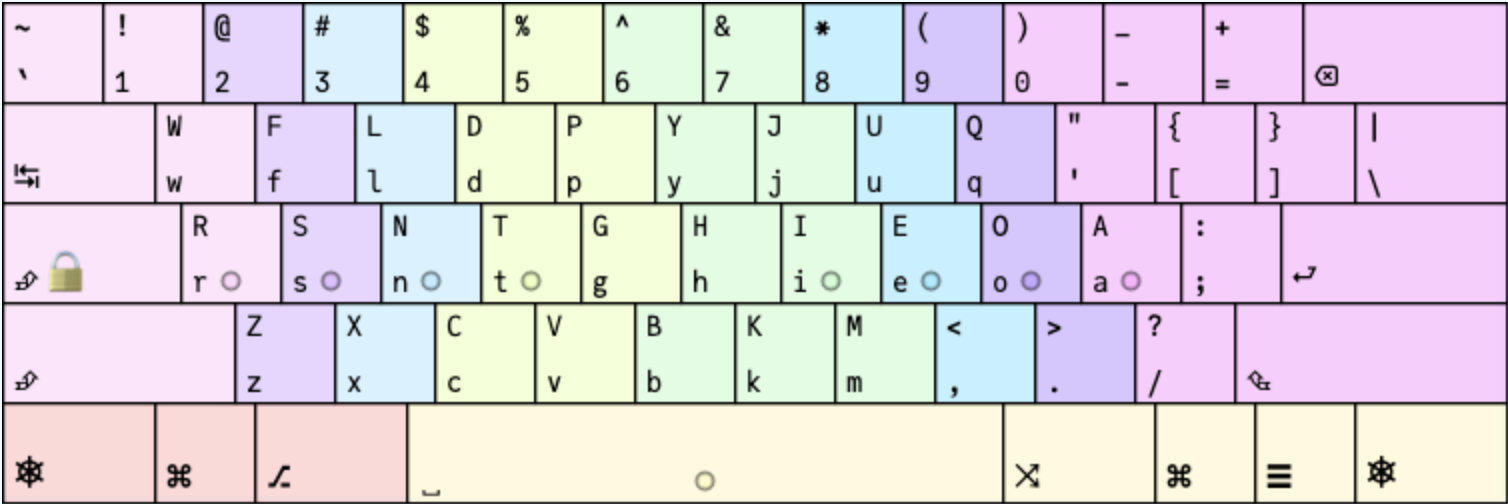 ~ ! @ # $ % ^ & * ( ) _ +
` 1 2 3 4 5 6 7 8 9 0 - =
W F L D P Y J U Q " { } |
w f l d p y j u q ' [ ] \
R S N T G H I E O A :
r s n t g h i e o a ;
Z X C V B K M < > ?
z x c v b k m , . /